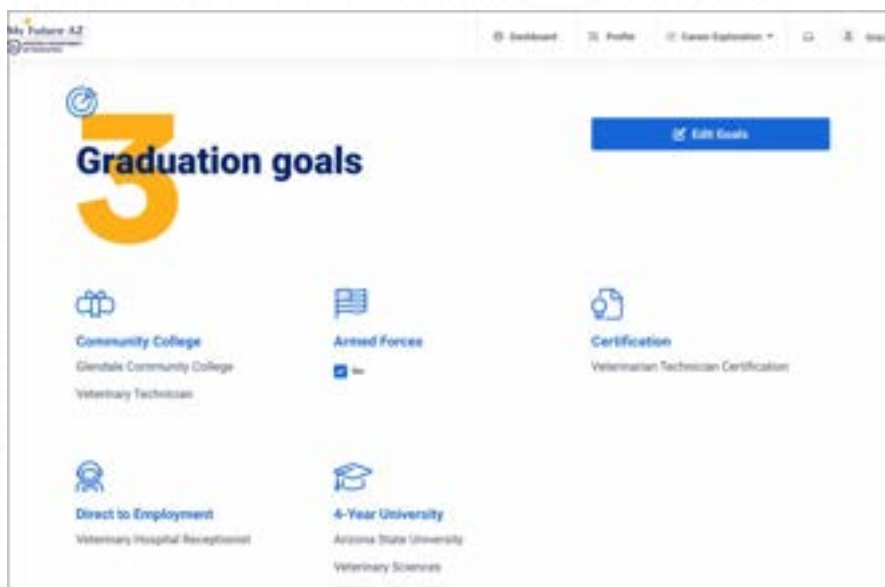 My Future AZ
Dashboard
Profile
Career Exploration
3
Graduation goals
Edit Goals
Community College
Glendale Community College
Veterinary Technician
Armed Forces
No
Certification
Veterinarian Technician Certification
Direct to Employment
Veterinary Hospital Receptionist
4-Year University
Arizona State University
Veterinary Sciences